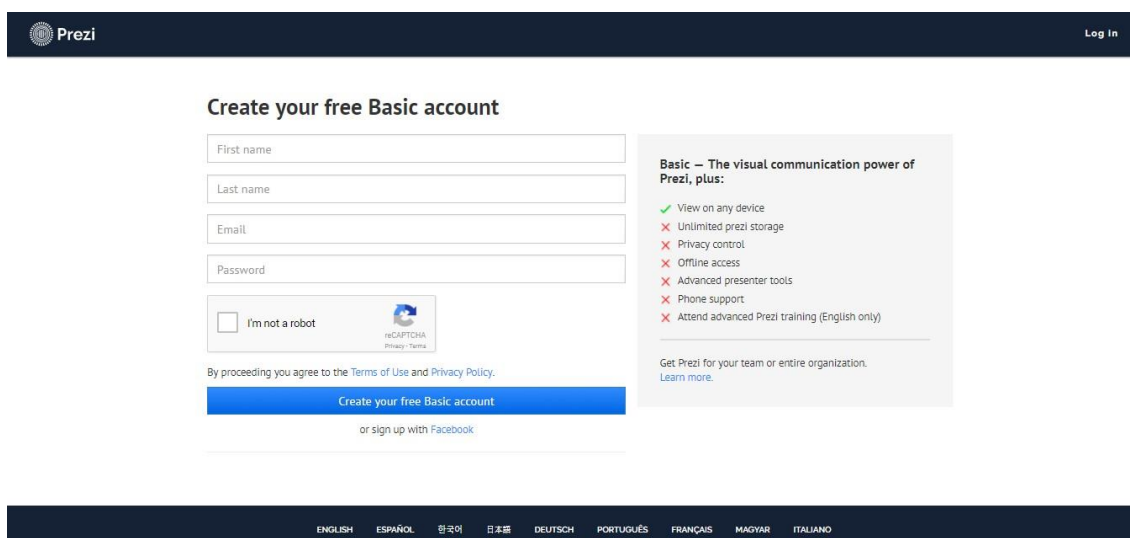 Prezi
Log in
Create your free Basic account
First name
Last name
Email
Password
I'm not a robot
reCAPTCHA
Privacy - Terms
By proceeding you agree to the Terms of Use and Privacy Policy.
Create your free Basic account
or sign up with Facebook
Basic — The visual communication power of
Prezi, plus:
View on any device
Unlimited prezi storage
Privacy control
Offline access
Advanced presenter tools
Phone support
Attend advanced Prezi training (English only)
Get Prezi for your team or entire organization.
Learn more.
ENGLISH ESPAÑOL 한국어 日本語 DEUTSCH PORTUGUÊS FRANÇAIS MAGYAR ITALIANO